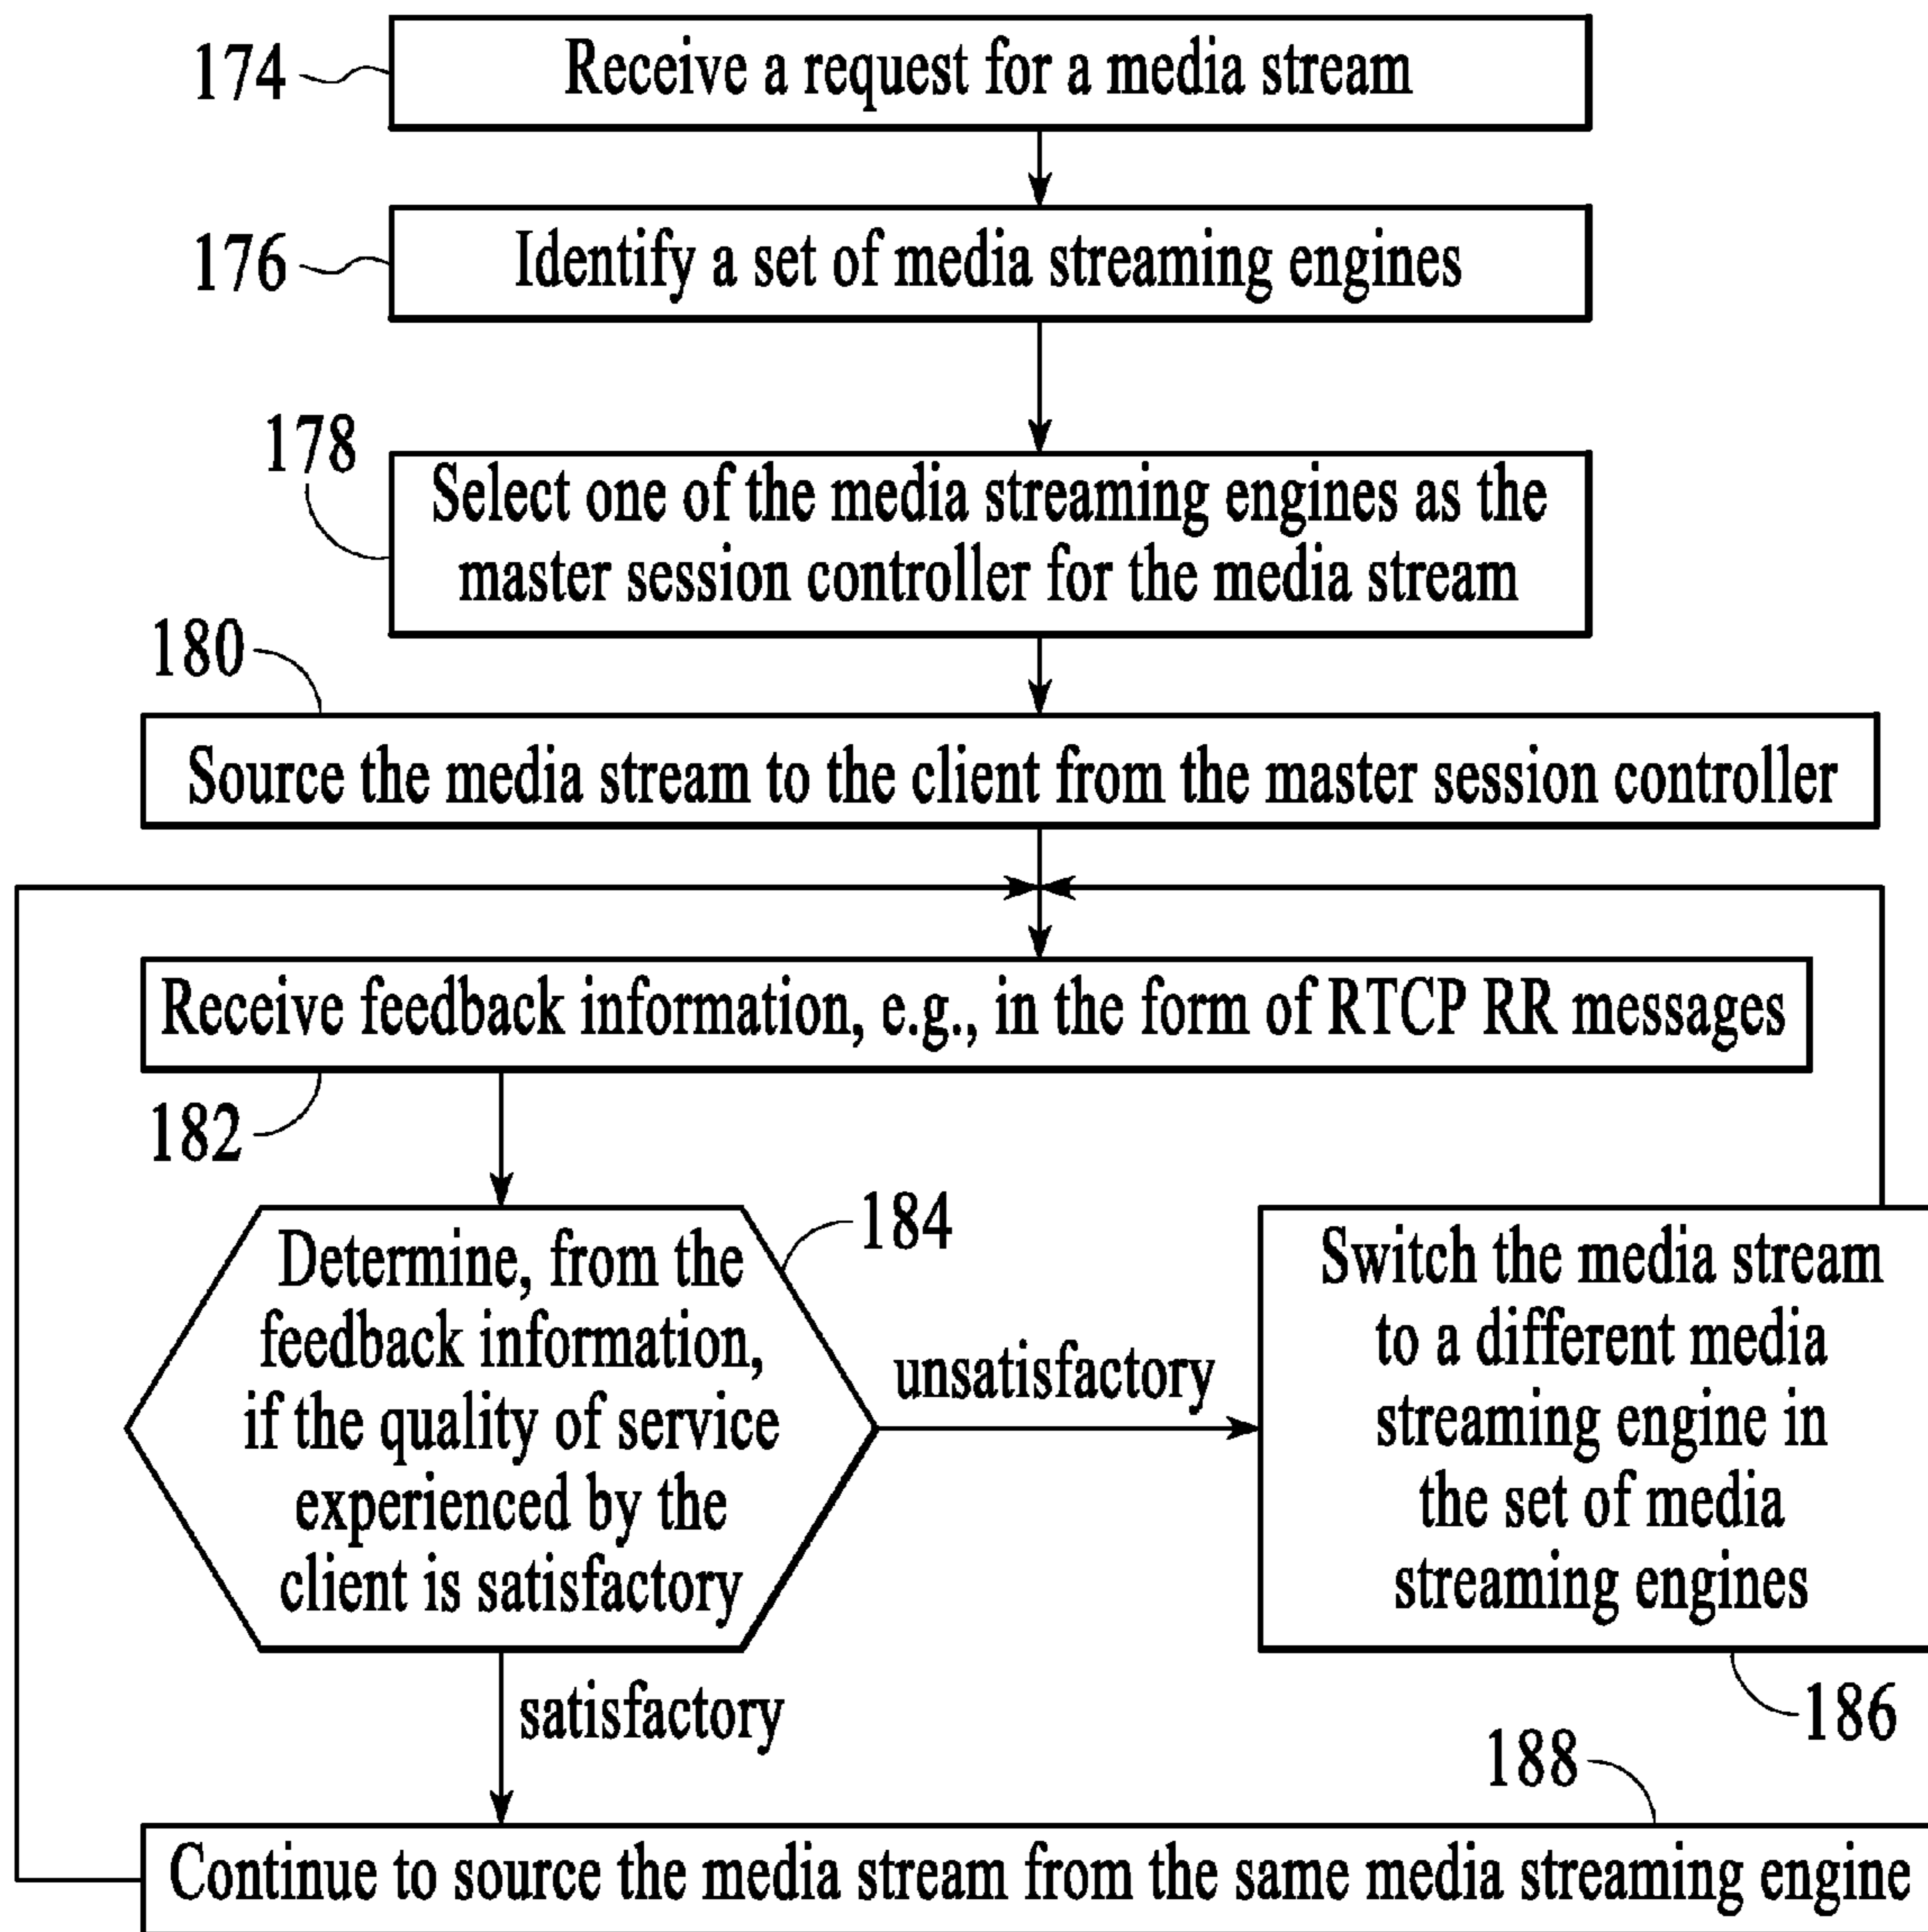 174
Receive a request for a media stream
176
Identify a set of media streaming engines
178
Select one of the media streaming engines as the
master session controller for the media stream
180
Source the media stream to the client from the master session controller
Receive feedback information, e.g., in the form of RTCP RR messages
182
184
Determine, from the
feedback information,
if the quality of service
experienced by the
client is satisfactory
unsatisfactory
Switch the media stream
to a different media
streaming engine in
the set of media
streaming engines
186
satisfactory
188
Continue to source the media stream from the same media streaming engine